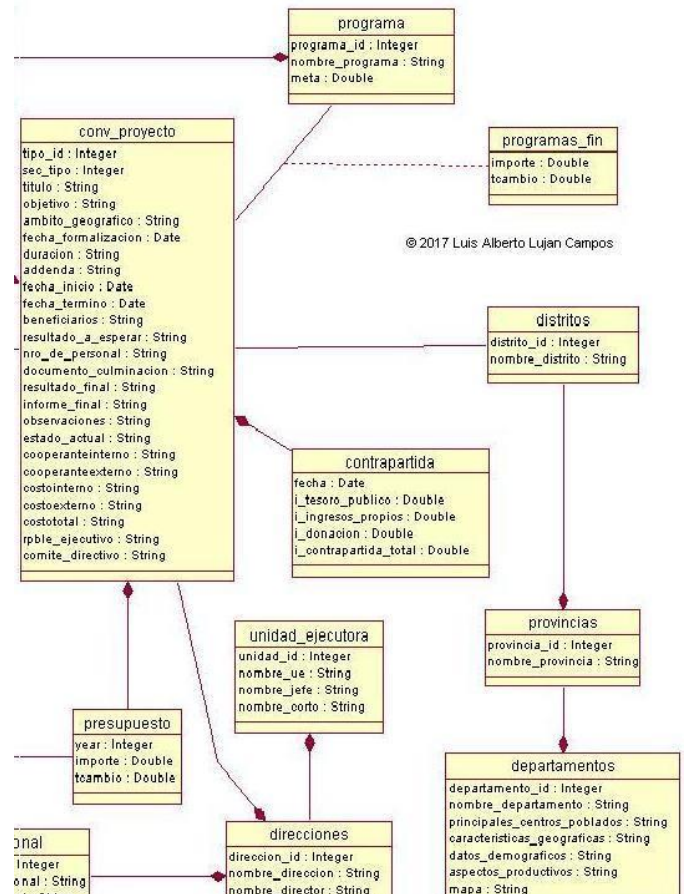 programa
programa_id : Integer
nombre_programa : String
meta : Double
conv_proyecto
tipo_id : Integer
sec_tipo : Integer
titulo : String
objetivo : String
ambito_geografico : String
fecha_formalizacion : Date
duracion : String
addenda : String
fecha_inicio : Date
fecha_termino : Date
beneficiarios : String
resultado_a_esperar : String
nro_de_personal : String
documento_culminacion : String
resultado_final : String
informe_final : String
observaciones : String
estado_actual : String
cooperanteinterno : String
cooperanteexterno : String
costointerno : String
costoexterno : String
costototal : String
rpble_ejecutivo : String
comite_directivo : String
programas_fin
importe : Double
tcambio : Double
© 2017 Luis Alberto Lujan Campos
distritos
distrito_id : Integer
nombre_distrito : String
contrapartida
fecha : Date
i_tesoro_publico : Double
i_ingresos_propios : Double
i_donacion : Double
i_contrapartida_total : Double
unidad_ejecutora
unidad_id : Integer
nombre_ue : String
nombre_jefe : String
nombre_corto : String
provincias
provincia_id : Integer
nombre_provincia : String
presupuesto
year : Integer
importe : Double
tcambio : Double
departamentos
departamento_id : Integer
nombre_departamento : String
principales_centros_poblados : String
caracteristicas_geograficas : String
datos_demograficos : String
aspectos_productivos : String
mapa : String
onal
Integer
onal : String
direcciones
direccion_id : Integer
nombre_direccion : String
nombre_director : String